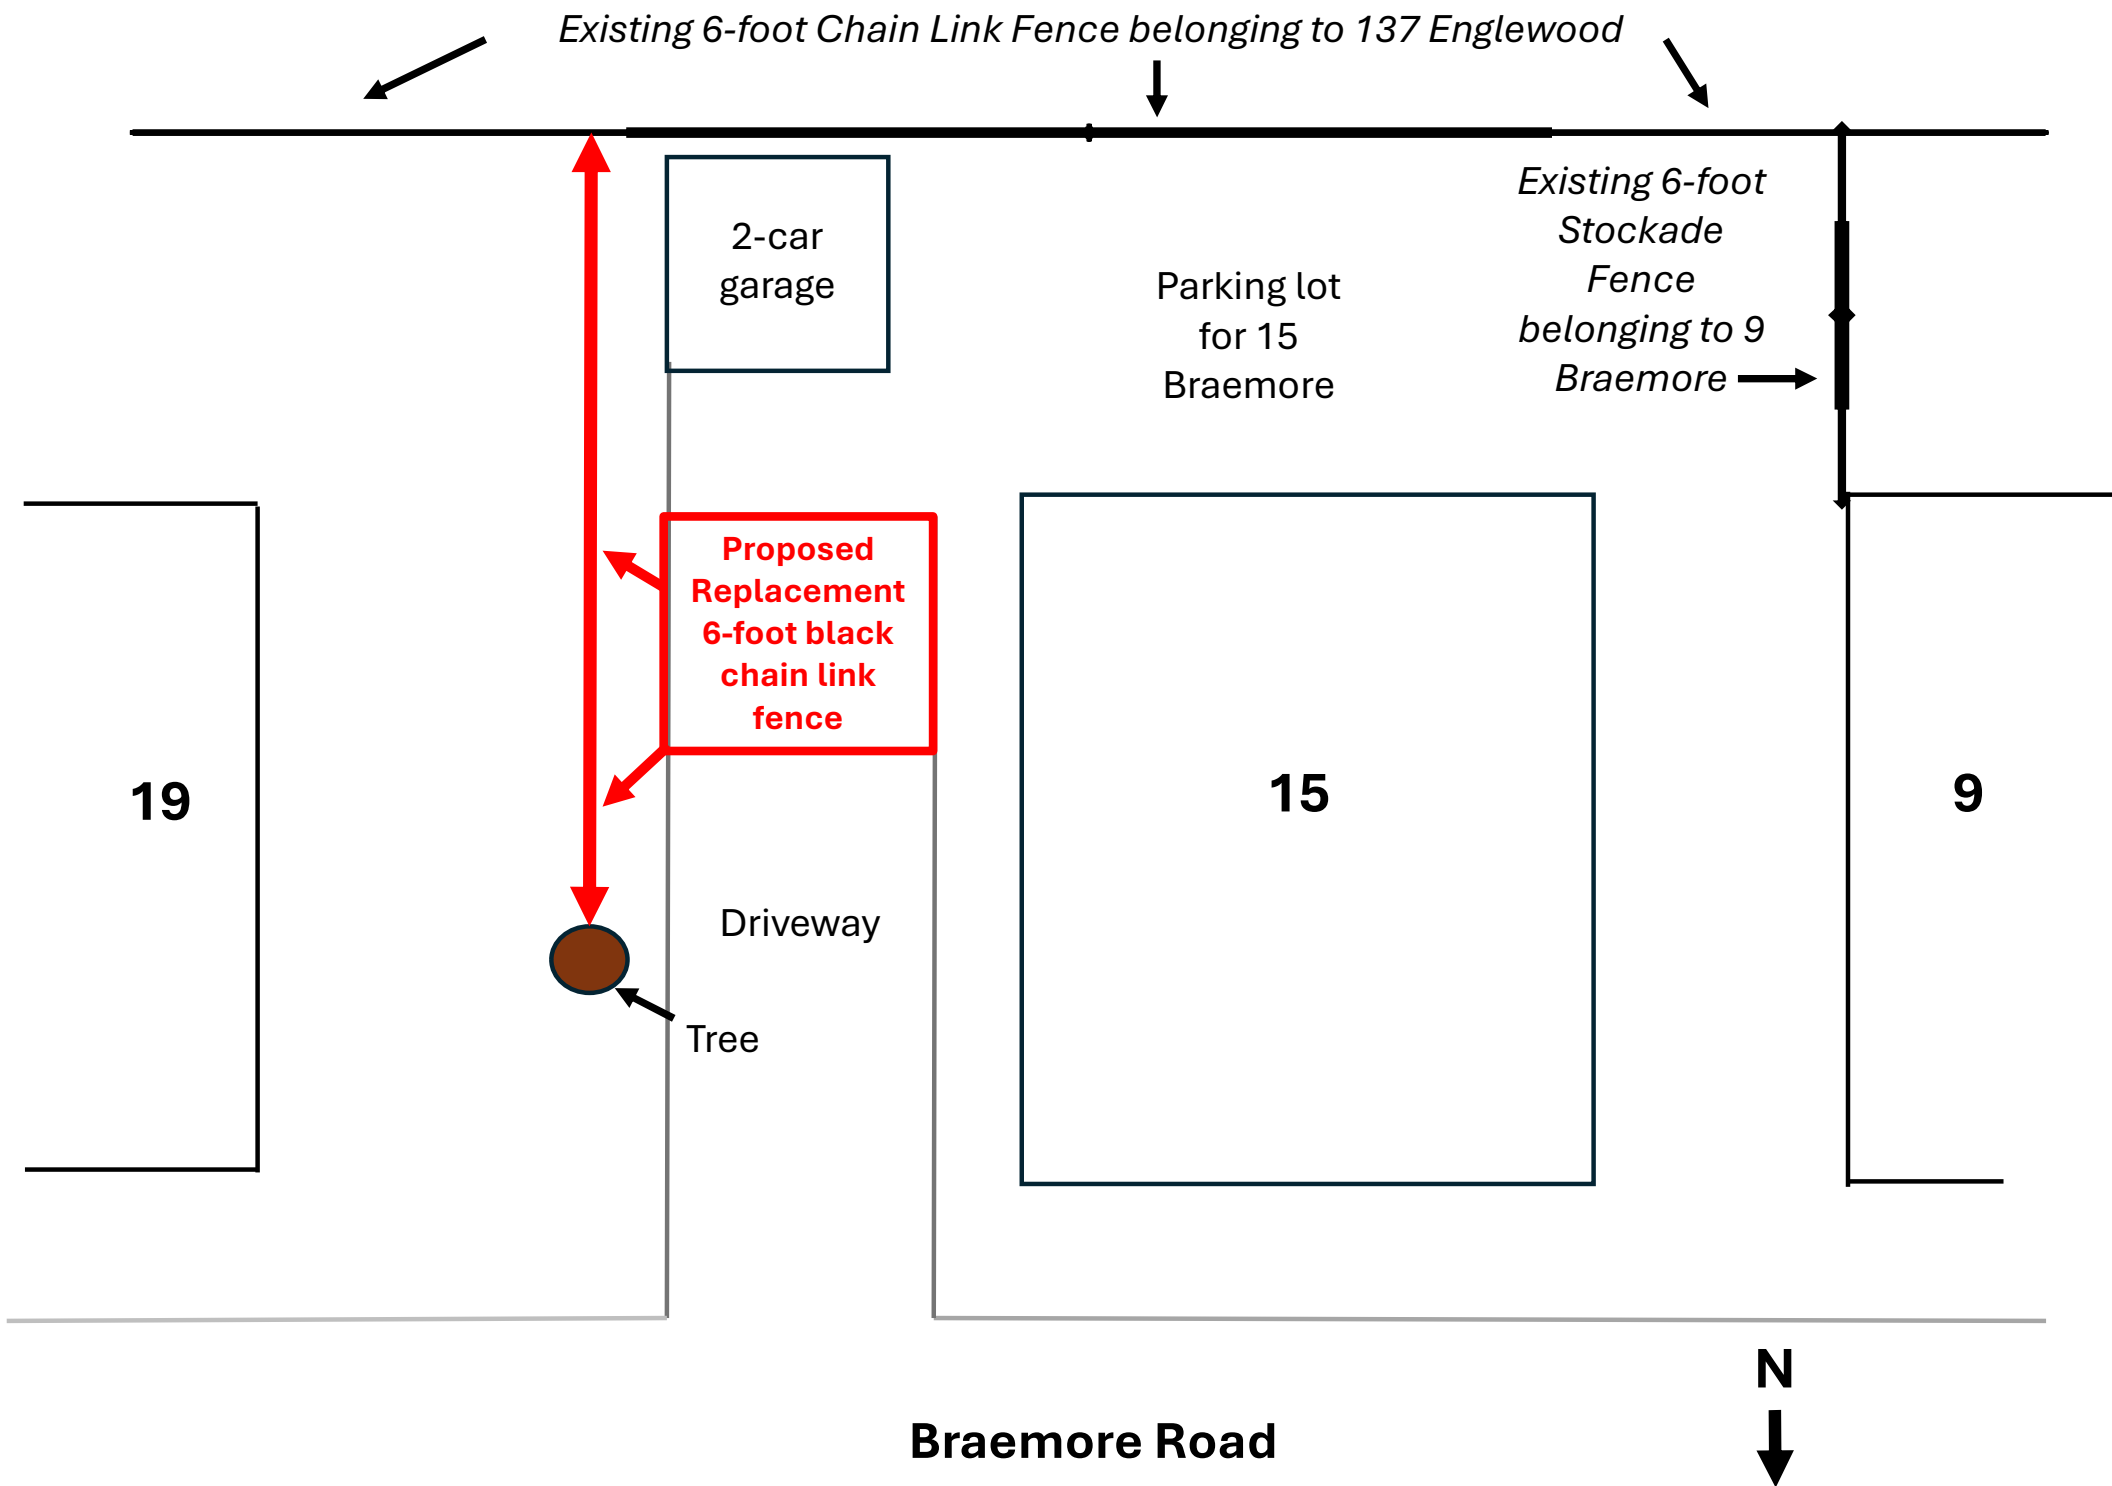 Existing 6-foot Chain Link Fence belonging to 137 Englewood
2-car
garage
Parking lot
for 15
Braemore
Existing 6-foot
Stockade
Fence
belonging to 9
Braemore
Proposed
Replacement
6-foot black
chain link
fence
19
15
9
Driveway
Tree
N
Braemore Road